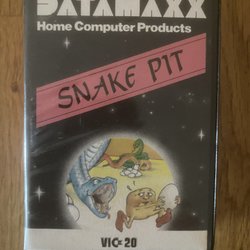 DATAMAXX
Home Computer Products
SNAKE PIT
VIC-20